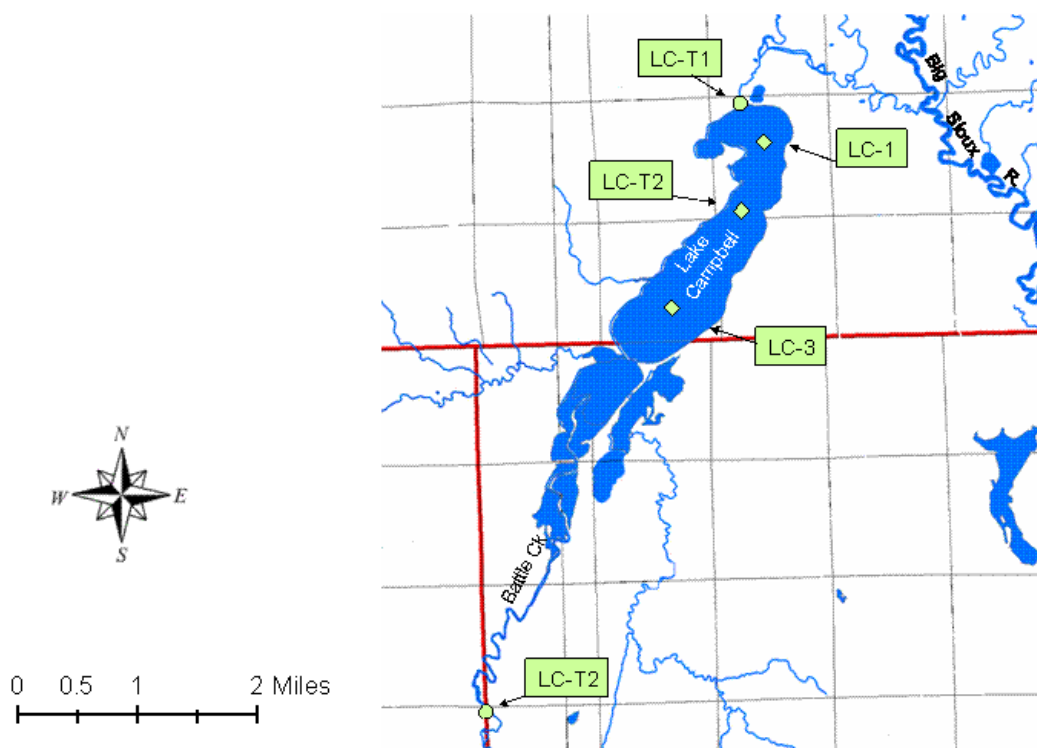 LC-T1
Big
Sioux
R
LC-1
LC-T2
Lake
Campbell
LC-3
N
W
E
S
Battle Ck
LC-T2
0 0.5 1 2 Miles